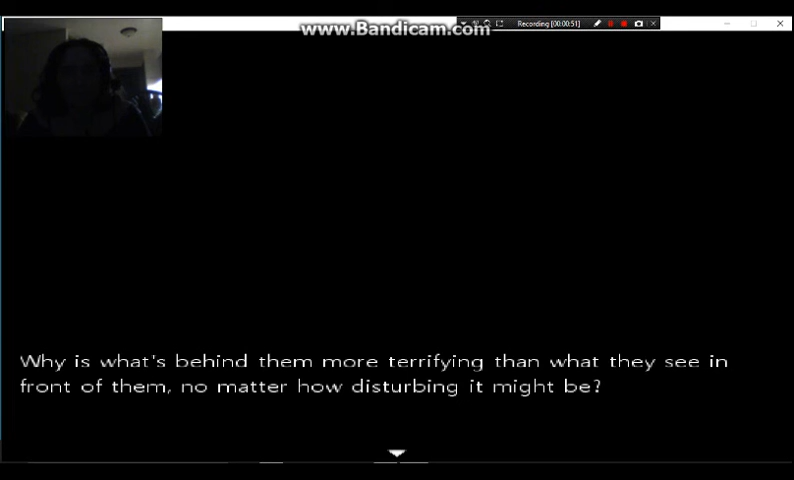 www.Bandicam.com
Recording [00:00:51]
Why is what's behind them more terrifying than what they see in
front of them, no matter how disturbing it might be?